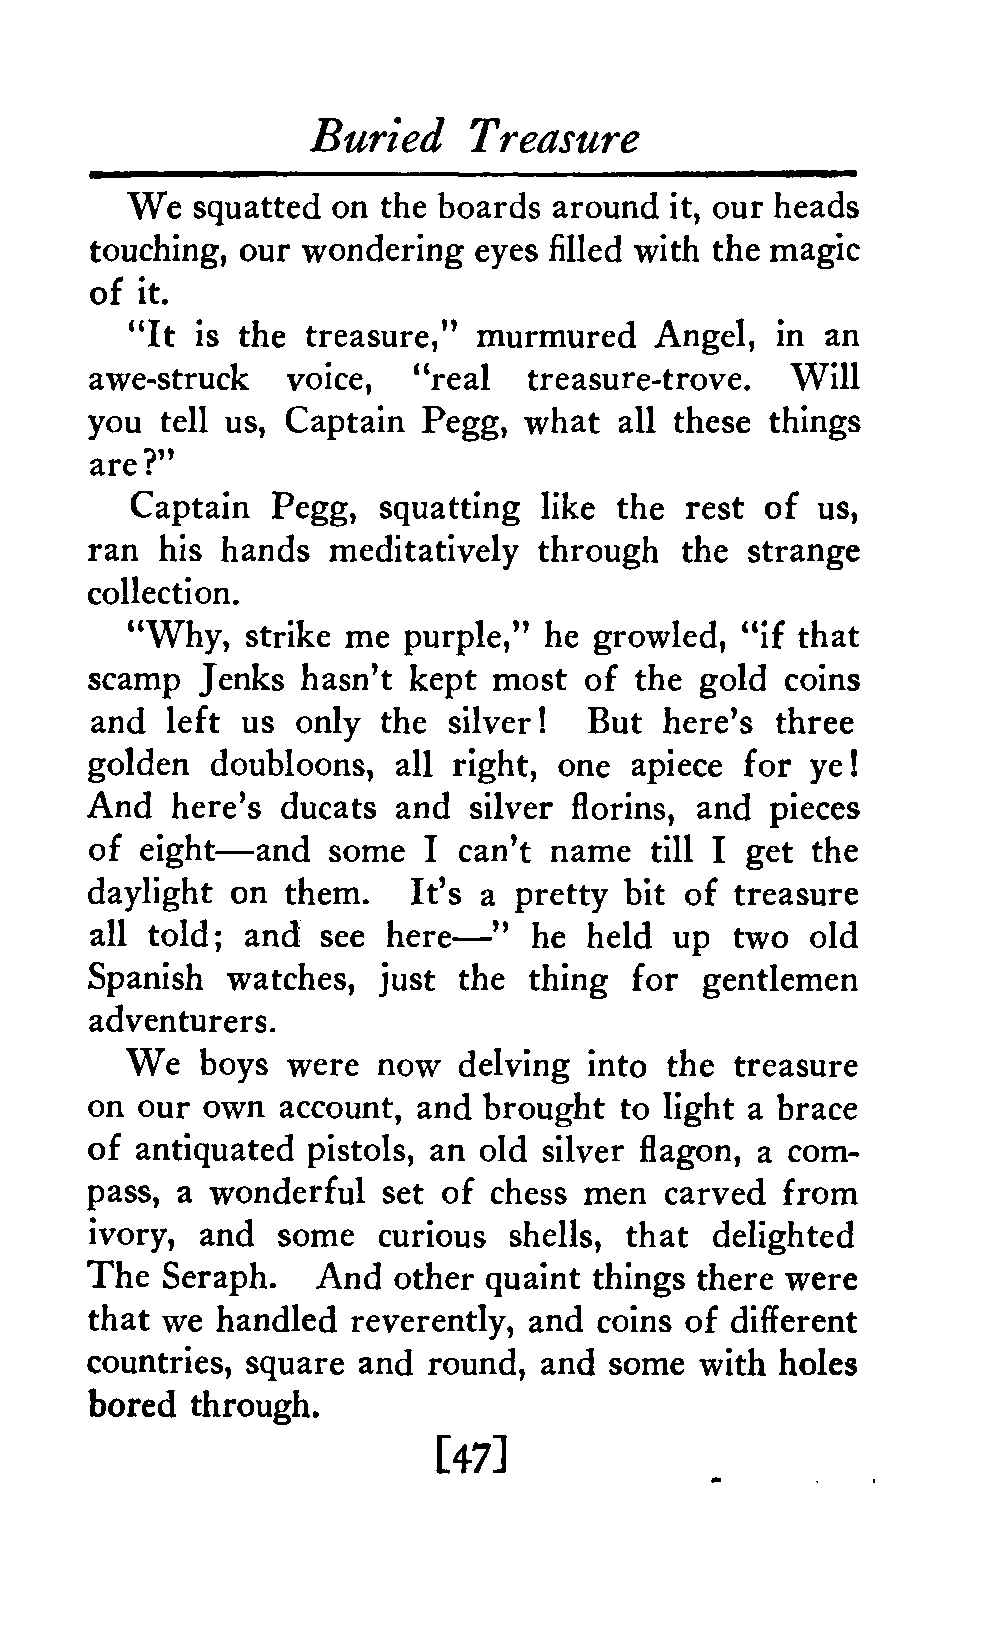 Buried Treasure
We squatted on the boards around it, our heads
touching, our wondering eyes filled with the magic
of it.
"It is the treasure," murmured Angel, in an
awe-struck voice, "real treasure-trove. Will
you tell us, Captain Pegg, what all these things
are?"
Captain Pegg, squatting like the rest of us,
ran his hands meditatively through the strange
collection.
"Why, strike me purple," he growled, "if that
scamp Jenks hasn't kept most of the gold coins
and left us only the silver! But here's three
golden doubloons, all right, one apiece for ye!
And here's ducats and silver florins, and pieces
of eight—and some I can't name till I get the
daylight on them. It's a pretty bit of treasure
all told; and see here—" he held up two old
Spanish watches, just the thing for gentlemen
adventurers.
We boys were now delving into the treasure
on our own account, and brought to light a brace
of antiquated pistols, an old silver flagon, a com-
pass, a wonderful set of chess men carved from
ivory, and some curious shells, that delighted
The Seraph. And other quaint things there were
that we handled reverently, and coins of different
countries, square and round, and some with holes
bored through.
[47]